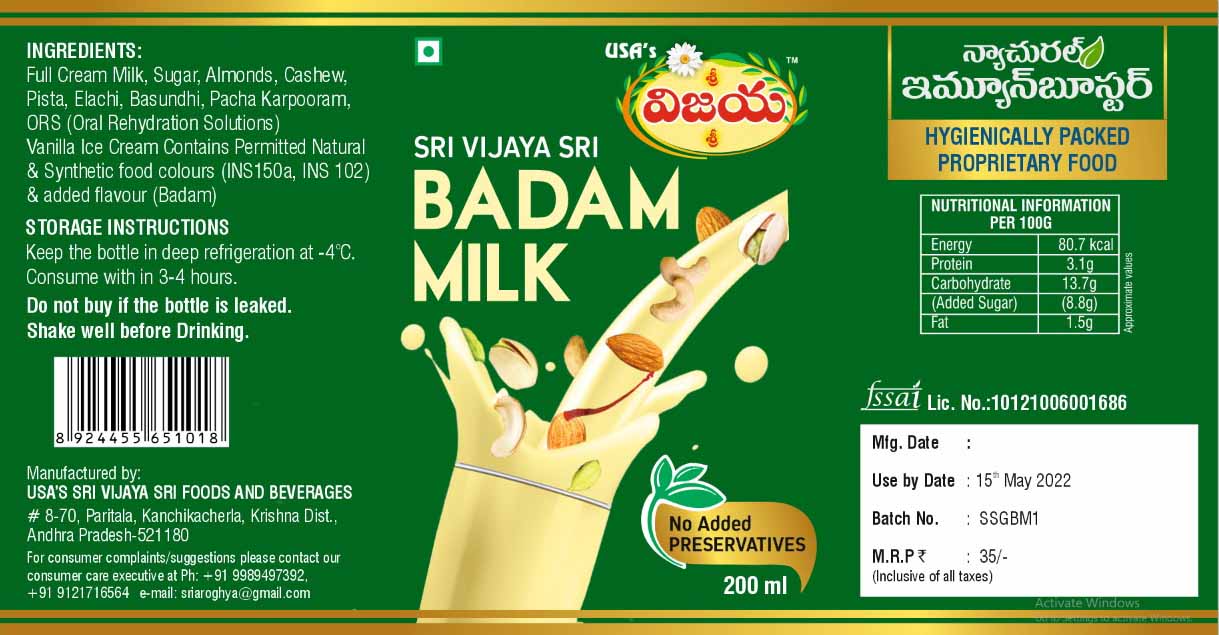 INGREDIENTS:
Full Cream Milk, Sugar, Almonds, Cashew,
Pista, Elachi, Basundhi, Pacha Karpooram,
ORS (Oral Rehydration Solutions)
Vanilla Ice Cream Contains Permitted Natural
& Synthetic food colours (INS150a, INS 102)
& added flavour (Badam)
STORAGE INSTRUCTIONS
Keep the bottle in deep refrigeration at -4°C.
Consume with in 3-4 hours.
Do not buy if the bottle is leaked.
Shake well before Drinking.
8 924455 651018
Manufactured by:
USA'S SRI VIJAYA SRI FOODS AND BEVERAGES
# 8-70, Paritala, Kanchikacherla, Krishna Dist.,
Andhra Pradesh-521180
For consumer complaints/suggestions please contact our
consumer care executive at Ph: +91 9989497392,
+91 9121716564 e-mail: sriaroghya@gmail.com
USA's
TM
శ్రీ
విజయ
శ్రీ
SRI VIJAYA SRI
BADAM
MILK
No Added
PRESERVATIVES
200 ml
న్యాచురల్
ఇమ్యూన్‌బూస్టర్
HYGIENICALLY PACKED
PROPRIETARY FOOD
NUTRITIONAL INFORMATION
PER 100G
Energy 80.7 kcal
Protein 3.1g
Carbohydrate 13.7g
(Added Sugar) (8.8g)
Fat 1.5g
Approximate values
fssai Lic. No.:10121006001686
Mfg. Date :
Use by Date : 15th May 2022
Batch No. : SSGBM1
M.R.P ₹ : 35/-
(Inclusive of all taxes)
Activate Windows
Go to Settings to activate Windows.